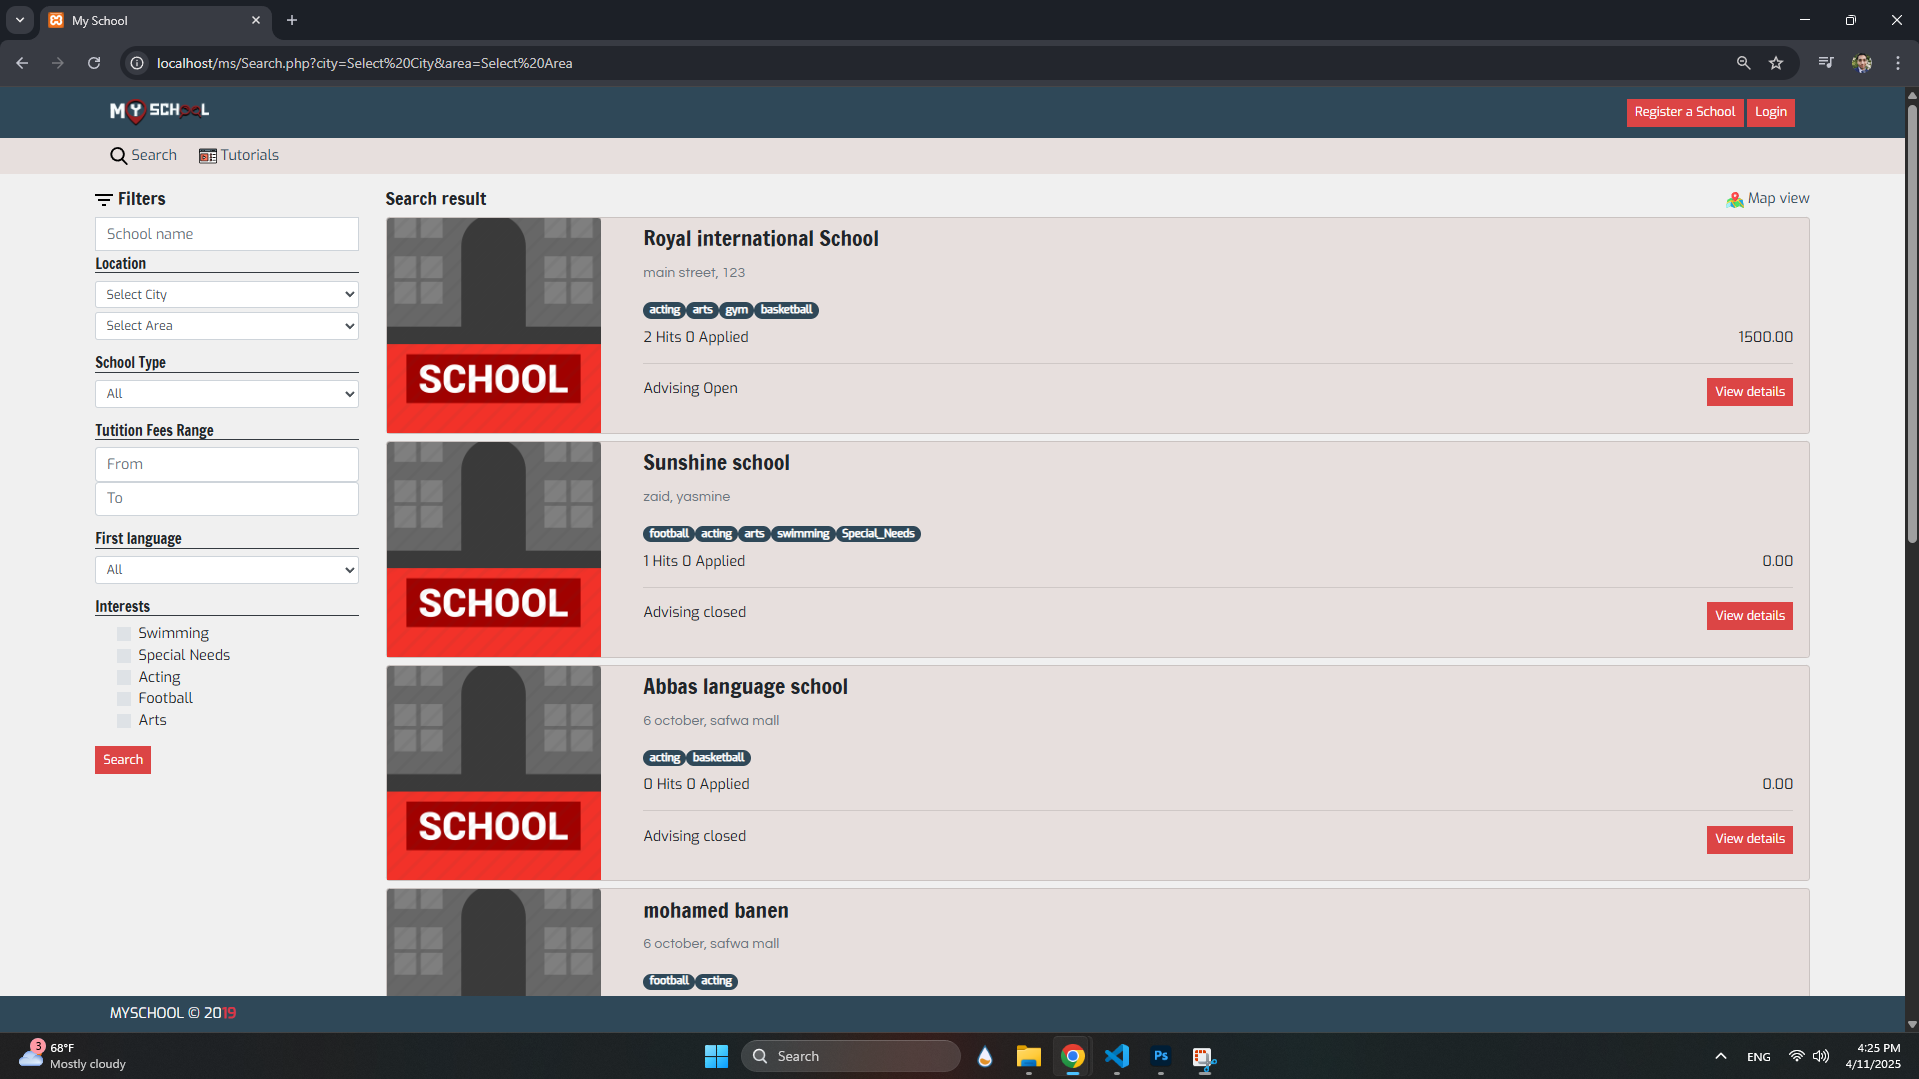 My School
localhost/ms/Search.php?city=Select%20City&area=Select%20Area
MY SCHOOL
Register a School
Login
Search
Tutorials
Filters
School name
Location
Select City
Select Area
School Type
All
Tutition Fees Range
From
To
First language
All
Interests
Swimming
Special Needs
Acting
Football
Arts
Search
Search result
Map view
SCHOOL
Royal international School
main street, 123
acting arts gym basketball
2 Hits 0 Applied
1500.00
Advising Open
View details
SCHOOL
Sunshine school
zaid, yasmine
football acting arts swimming Special_Needs
1 Hits 0 Applied
0.00
Advising closed
View details
SCHOOL
Abbas language school
6 october, safwa mall
acting basketball
0 Hits 0 Applied
0.00
Advising closed
View details
mohamed banen
6 october, safwa mall
football acting
MYSCHOOL © 2019
3
68°F
Mostly cloudy
Search
Ps
ENG
4:25 PM
4/11/2025